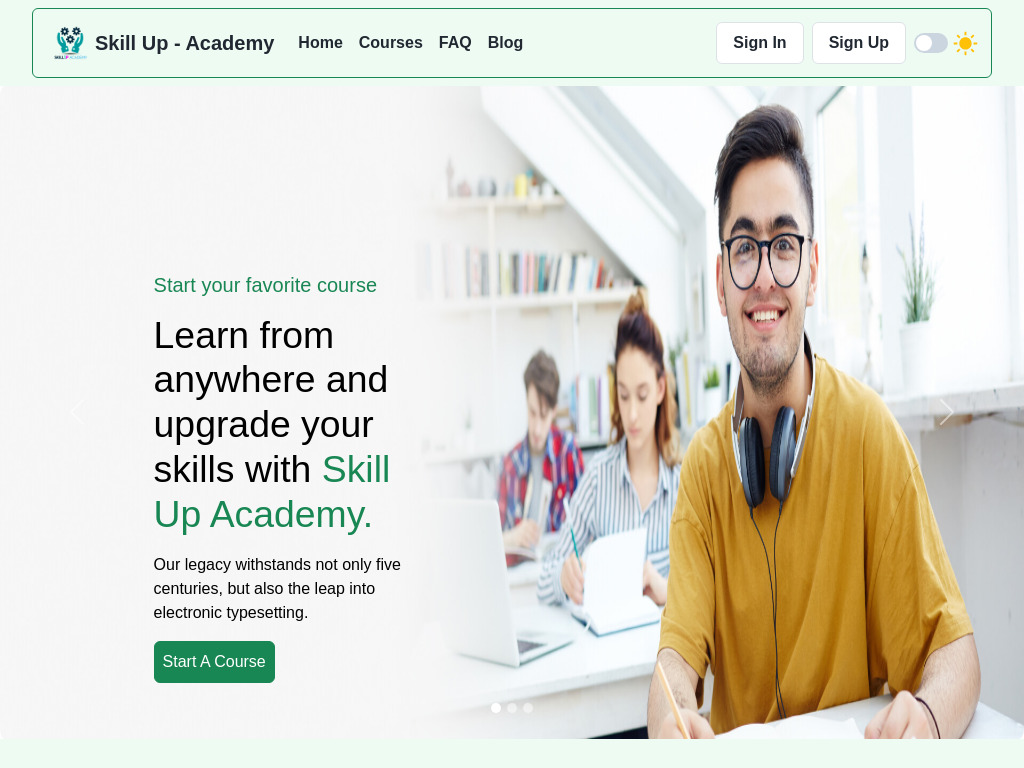 SKILL UP ACADEMY
Skill Up - Academy
Home
Courses
FAQ
Blog
Sign In
Sign Up
Start your favorite course
Learn from
anywhere and
upgrade your
skills with Skill
Up Academy.
Our legacy withstands not only five
centuries, but also the leap into
electronic typesetting.
Start A Course